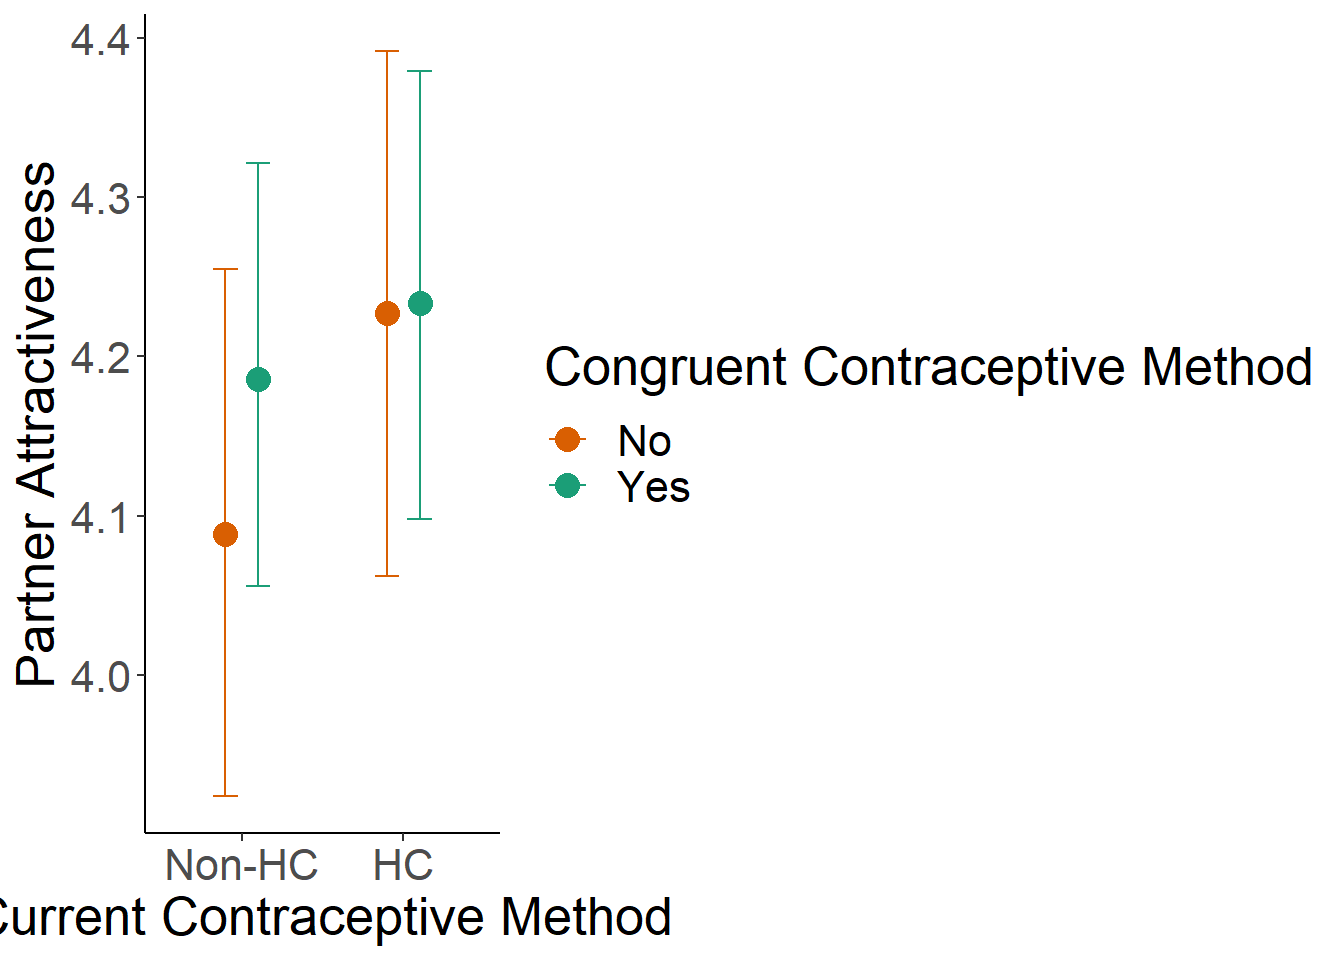 Partner Attractiveness
4.4
4.3
4.2
4.1
4.0
Non-HC HC
Current Contraceptive Method
Congruent Contraceptive Method
No
Yes